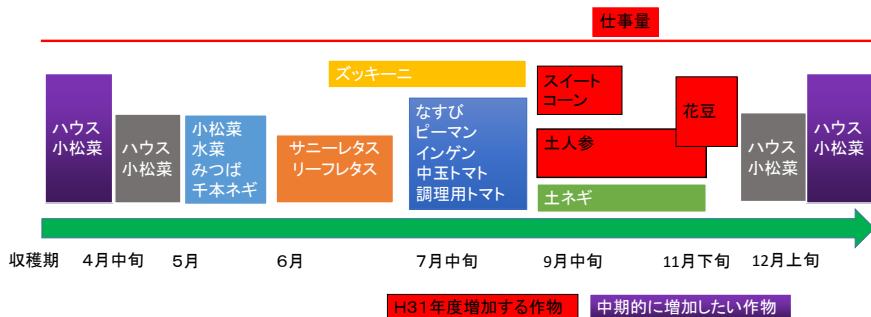 仕事量
ズッキーニ
スイート
コーン
花豆
ハウス
小松菜
ハウス
小松菜
小松菜
水菜
みつば
千本ネギ
サニーレタス
リーフレタス
なすび
ピーマン
インゲン
中玉トマト
調理用トマト
土人参
土ネギ
ハウス
小松菜
ハウス
小松菜
収穫期
4月中旬
5月
6月
7月中旬
9月中旬
11月下旬
12月上旬
H31年度増加する作物
中期的に増加したい作物